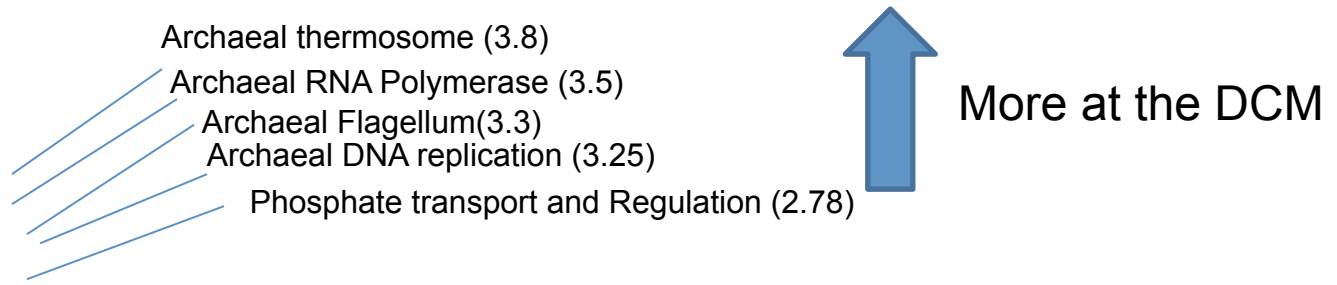 Archaeal thermosome (3.8)
Archaeal RNA Polymerase (3.5)
Archaeal Flagellum(3.3)
Archaeal DNA replication (3.25)
Phosphate transport and Regulation (2.78)
More at the DCM